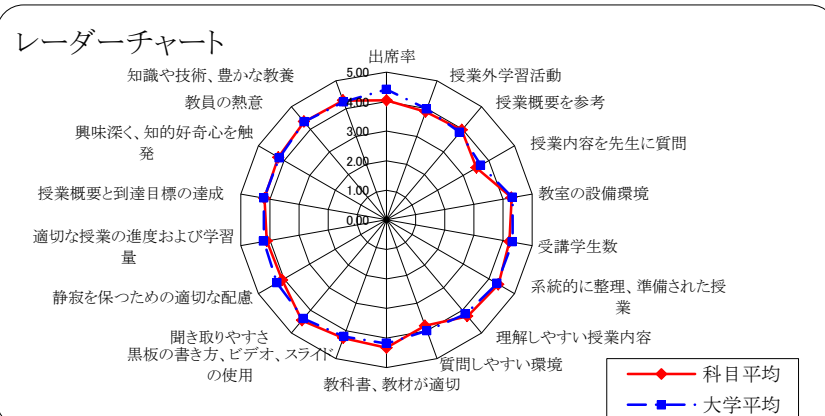 レーダーチャート
出席率
授業外学習活動
授業概要を参考
授業内容を先生に質問
教室の設備環境
受講学生数
系統的に整理、準備された授
業
理解しやすい授業内容
質問しやすい環境
教科書、教材が適切
黒板の書き方、ビデオ、スライド
の使用
聞き取りやすさ
静寂を保つための適切な配慮
適切な授業の進度および学習
量
授業概要と到達目標の達成
興味深く、知的好奇心を触
発
教員の熱意
知識や技術、豊かな教養
5.00
4.00
3.00
2.00
1.00
0.00
科目平均
大学平均